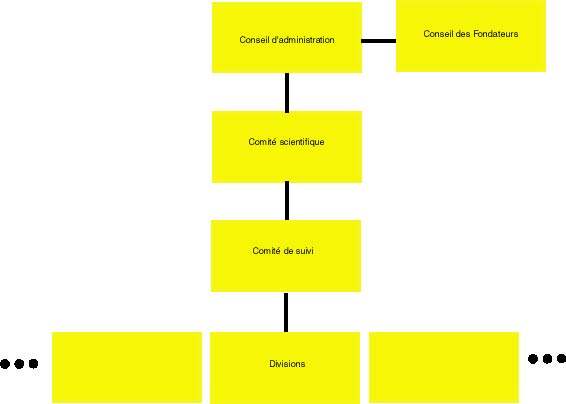 Conseil d'administration
Conseil des Fondateurs
Comité scientifique
Comité de suivi
Divisions